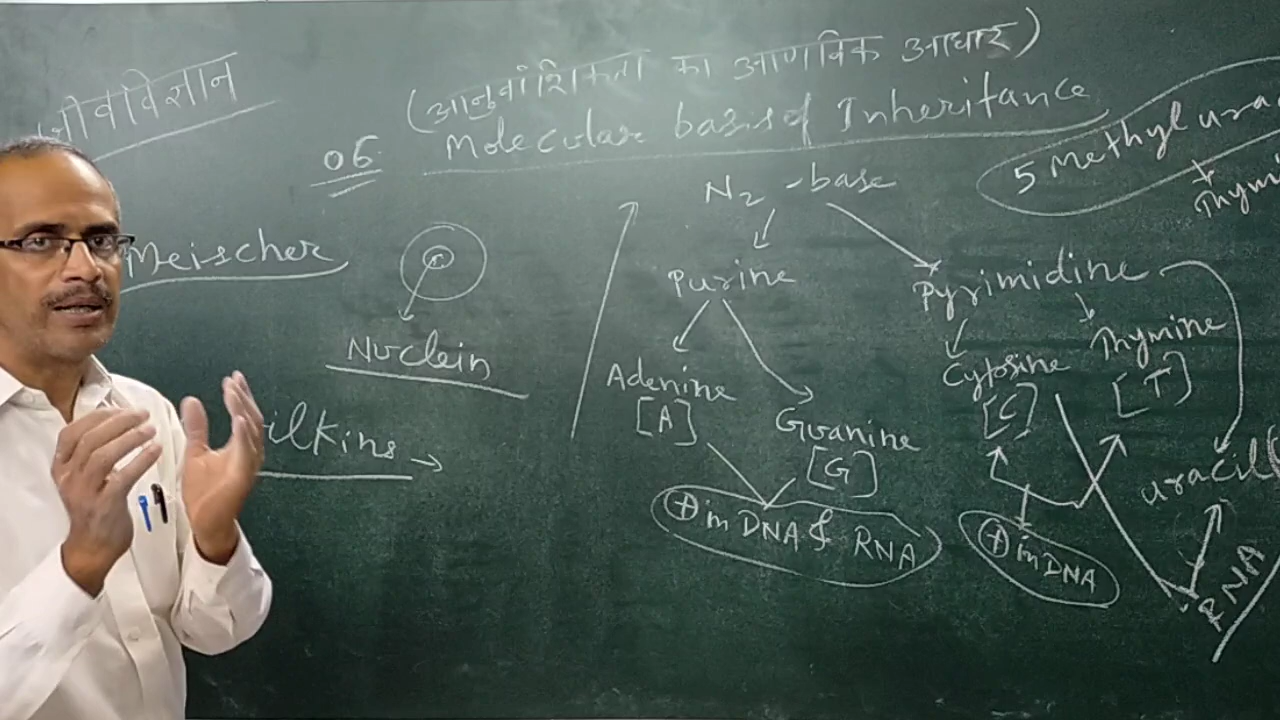 जीवविज्ञान
(आनुवांशिकता का आणविक आधार)
06
Molecular basis of Inheritance
5 Methyl
N2 -base
Meischer
Purine
Pyrimidine
Nuclein
Adenine
[A]
Guanine
[G]
Cytosine
[C]
Thymine
[T]
uracil
⊕ in DNA & RNA
⊕ in DNA
RNA